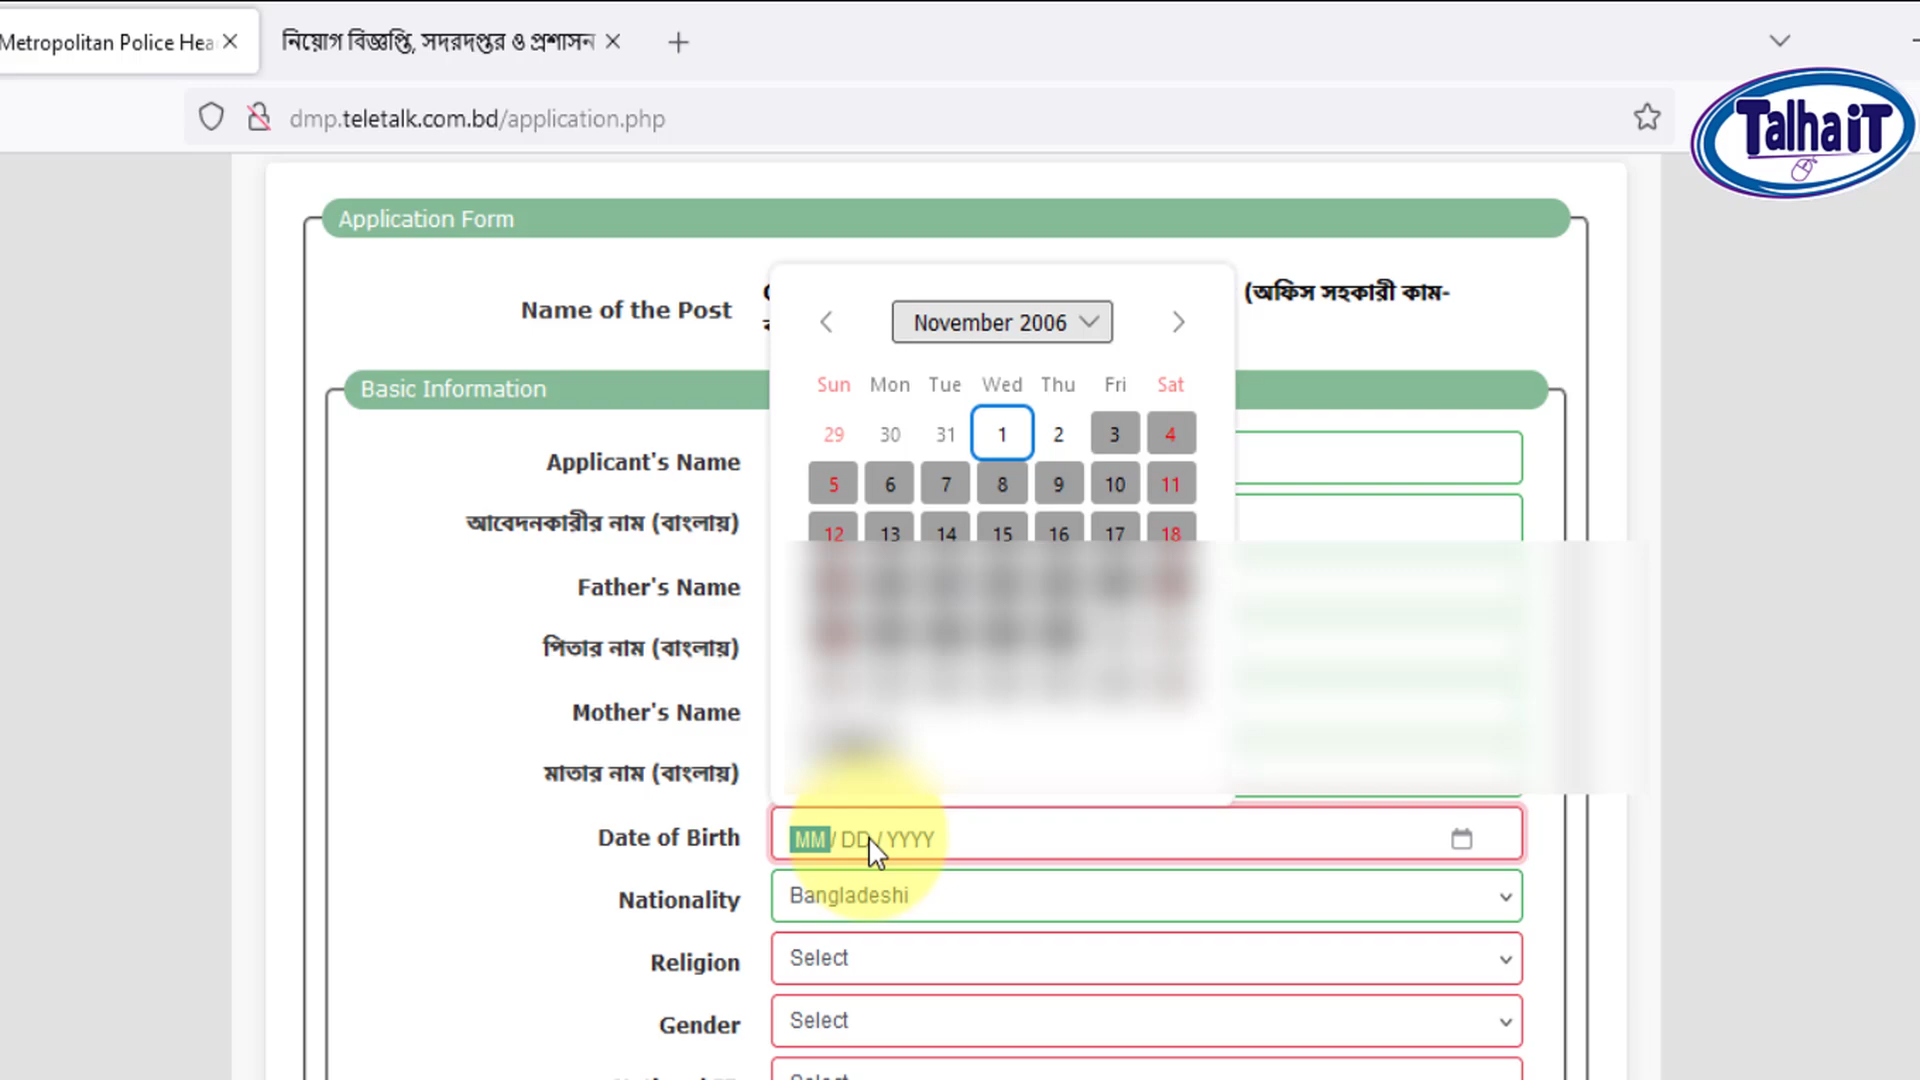 Metropolitan Police Hea
নিয়োগ বিজ্ঞপ্তি, সদরদপ্তর ও প্রশাসন
dmp.teletalk.com.bd/application.php
Talha iT
Application Form
Name of the Post
(অফিস সহকারী কাম-
November 2006
Sun Mon Tue Wed Thu Fri Sat
29 30 31 1 2 3 4
5 6 7 8 9 10 11
12 13 14 15 16 17 18
Basic Information
Applicant's Name
আবেদনকারীর নাম (বাংলায়)
Father's Name
পিতার নাম (বাংলায়)
Mother's Name
মাতার নাম (বাংলায়)
Date of Birth
MM / DD / YYYY
Nationality
Bangladeshi
Religion
Select
Gender
Select